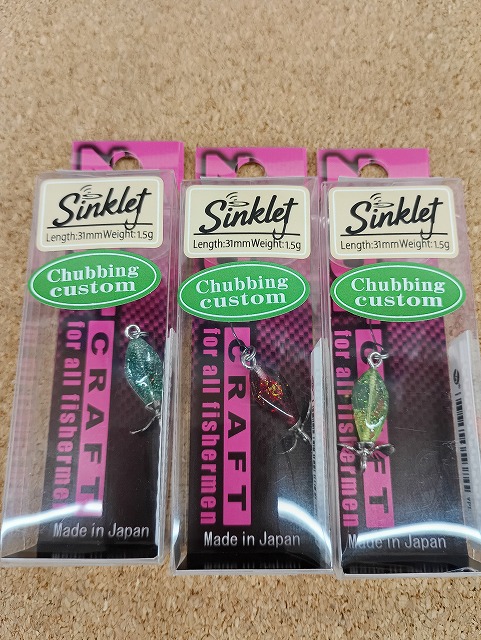 Sinklet
Length:31mm Weight:1.5g
Chubbing
custom
CRAFT
for all fishermen
Made in Japan
Sinklet
Length:31mm Weight:1.5g
Chubbing
custom
CRAFT
for all fishermen
Made in Japan
Sinklet
Length:31mm Weight:1.5g
Chubbing
custom
CRAFT
for all fishermen
Made in Japan